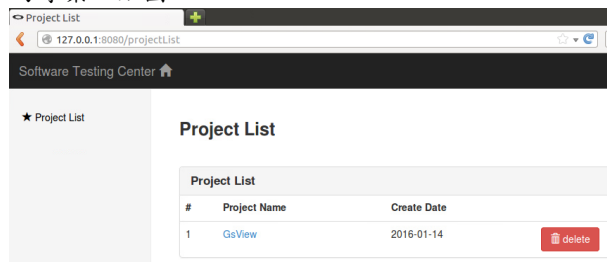 Project List
127.0.0.1:8080/projectList
Software Testing Center
Project List
Project List
Project List
# Project Name Create Date
1 GsView 2016-01-14 delete